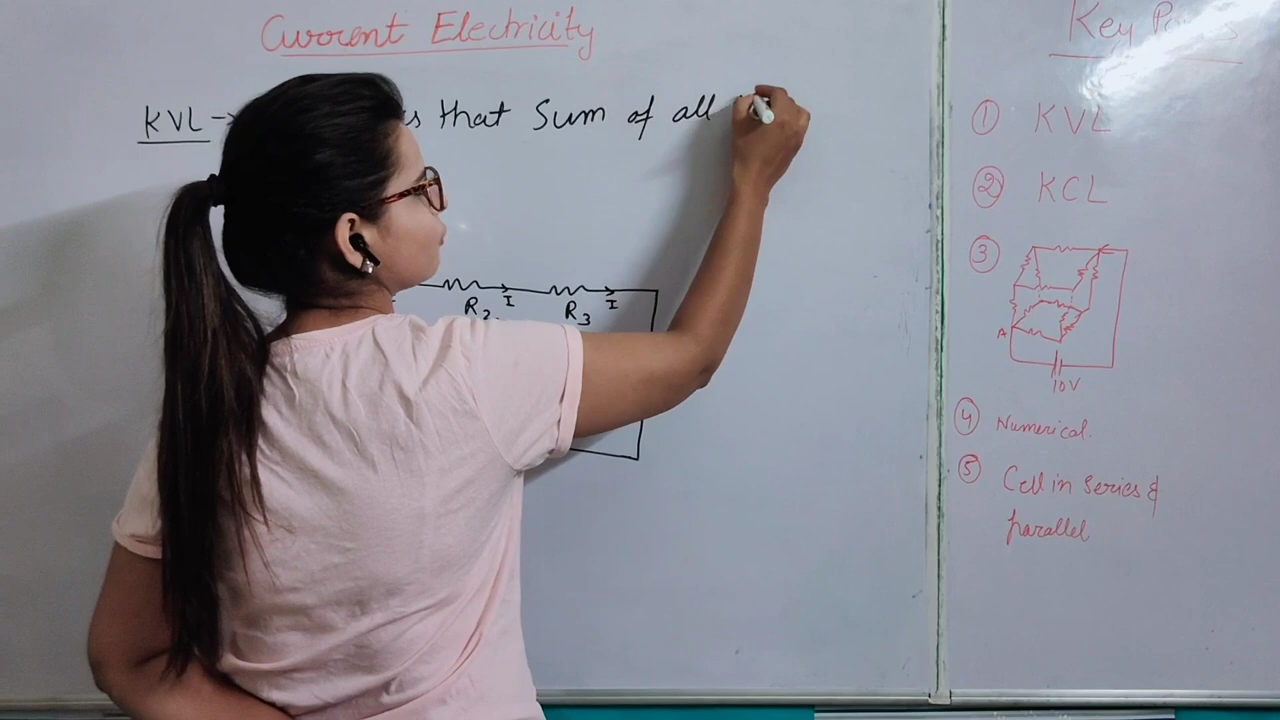 Current Electricity
KVL → that Sum of all
R2 I R3 I
Key
① KVL
② KCL
③
A
10V
④ Numerical.
⑤ Cell in series &
parallel